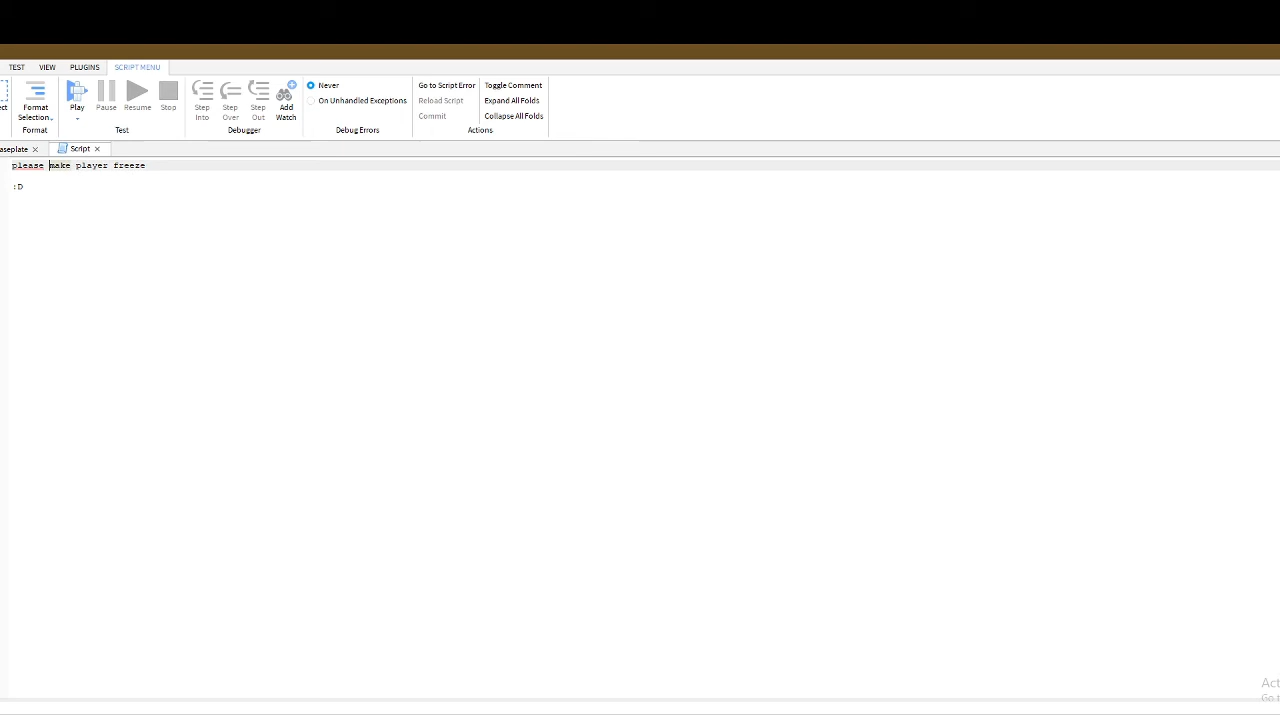 TEST VIEW PLUGINS SCRIPT MENU
Format Selection
Play
Pause
Resume
Stop
Step Into
Step Over
Step Out
Add Watch
Never
On Unhandled Exceptions
Go to Script Error
Reload Script
Commit
Toggle Comment
Expand All Folds
Collapse All Folds
Format
Test
Debugger
Debug Errors
Actions
aseplate
Script
please make player freeze
:D